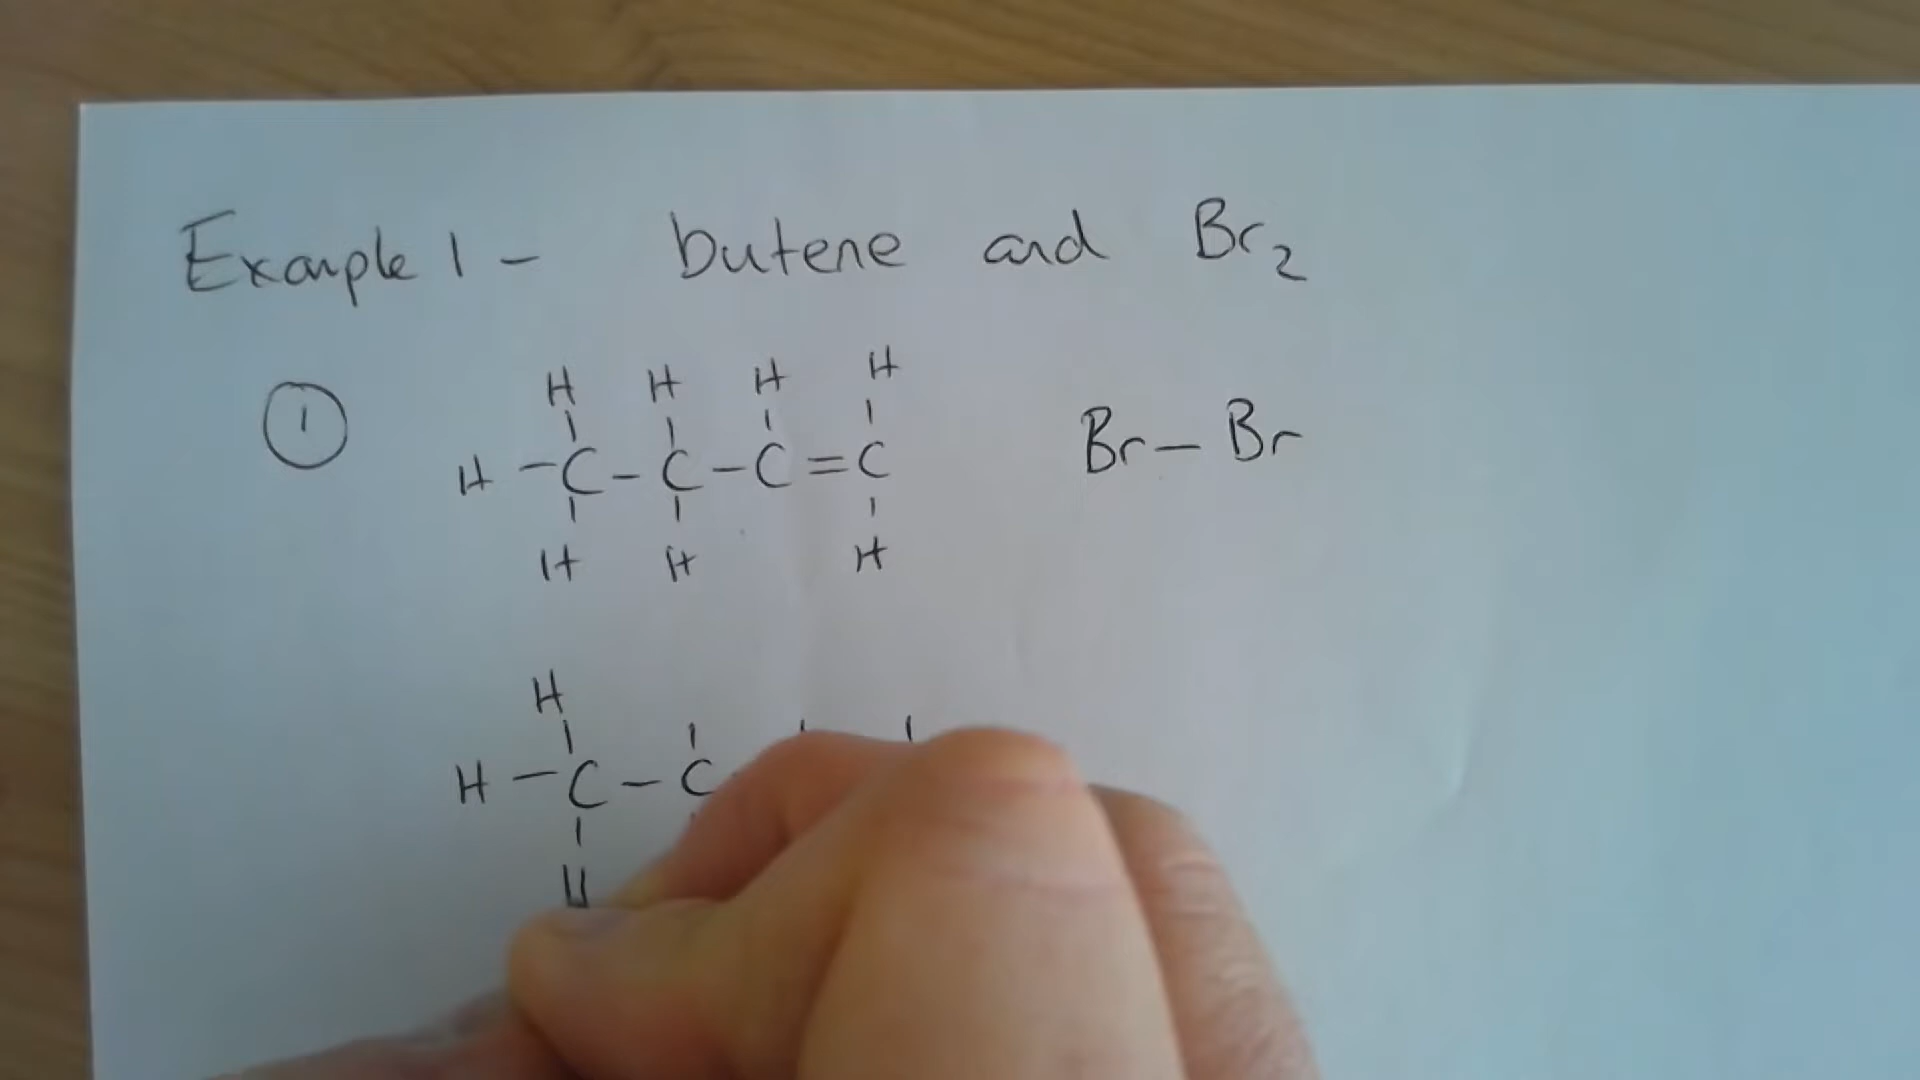 Example 1 - butene and Br2
1
H H H H
H - C - C - C = C Br - Br
H H H
H
H - C - C
H